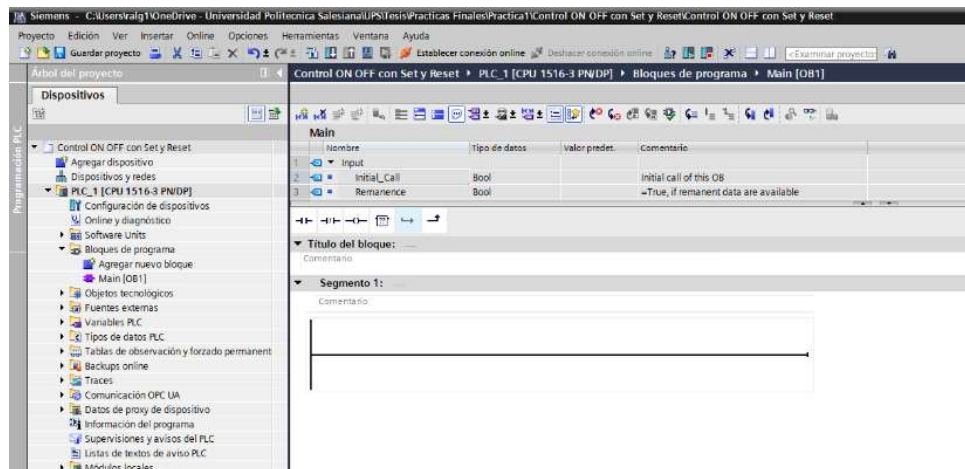 Siemens - C:\Users\ralg1\OneDrive - Universidad Politecnica Salesiana\UPS\Tesis\Practicas Finales\Practica1\Control ON OFF con Set y Reset\Control ON OFF con Set y Reset
Proyecto Edición Ver Insertar Online Opciones Herramientas Ventana Ayuda
Guardar proyecto Establecer conexión online Deshacer conexión online <Examinar proyecto>
Árbol del proyecto
Control ON OFF con Set y Reset ▸ PLC_1 [CPU 1516-3 PN/DP] ▸ Bloques de programa ▸ Main [OB1]
Dispositivos
Programación PLC
Control ON OFF con Set y Reset
Agregar dispositivo
Dispositivos y redes
PLC_1 [CPU 1516-3 PN/DP]
Configuración de dispositivos
Online y diagnóstico
Software Units
Bloques de programa
Agregar nuevo bloque
Main [OB1]
Objetos tecnológicos
Fuentes externas
Variables PLC
Tipos de datos PLC
Tablas de observación y forzado permanent
Backups online
Traces
Comunicación OPC UA
Datos de proxy de dispositivo
Información del programa
Supervisiones y avisos del PLC
Listas de textos de aviso PLC
Módulos locales
Main
Nombre Tipo de datos Valor predet. Comentario
1 Input
2 Initial_Call Bool Initial call of this OB
3 Remanence Bool =True, if remanent data are available
Título del bloque: .....
Comentario
Segmento 1: .....
Comentario